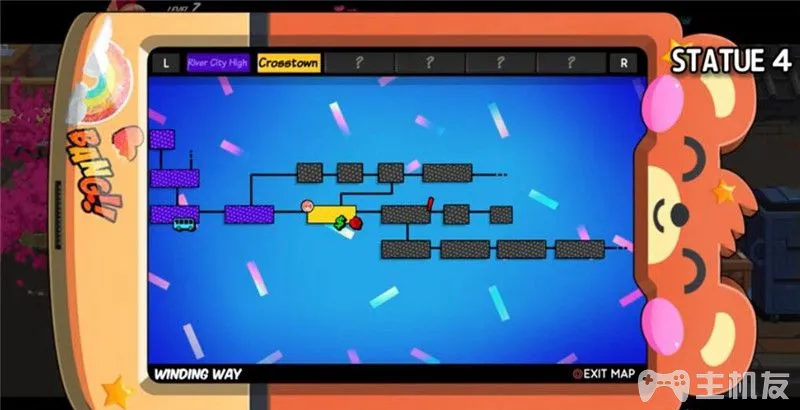 LEVEL 7
L
River City High
Crosstown
?
?
?
?
R
STATUE 4
BANG!
WINDING WAY
EXIT MAP
主机友